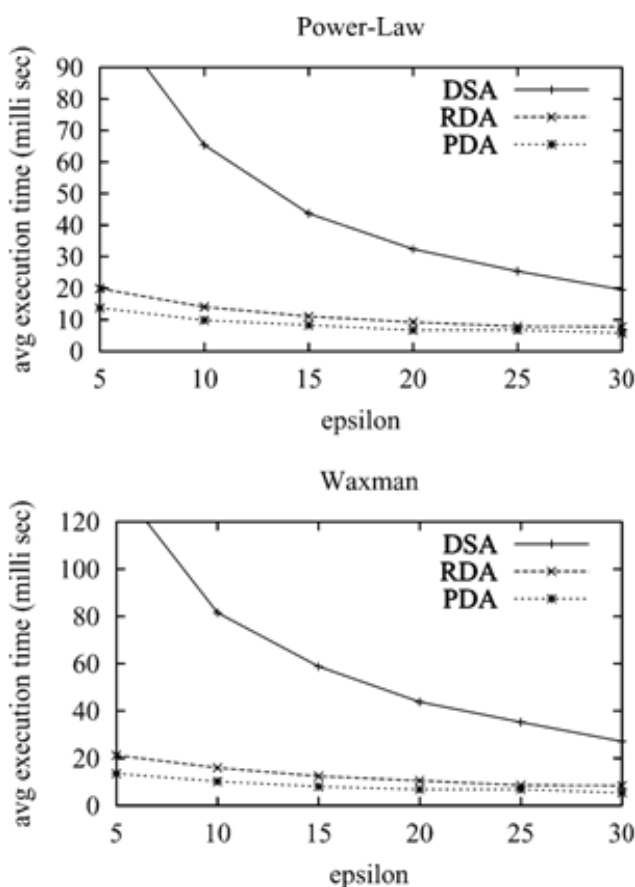 Power-Law
avg execution time (milli sec)
90
80
70
60
50
40
30
20
10
0
DSA
RDA
PDA
5 10 15 20 25 30
epsilon
Waxman
avg execution time (milli sec)
120
100
80
60
40
20
0
DSA
RDA
PDA
5 10 15 20 25 30
epsilon